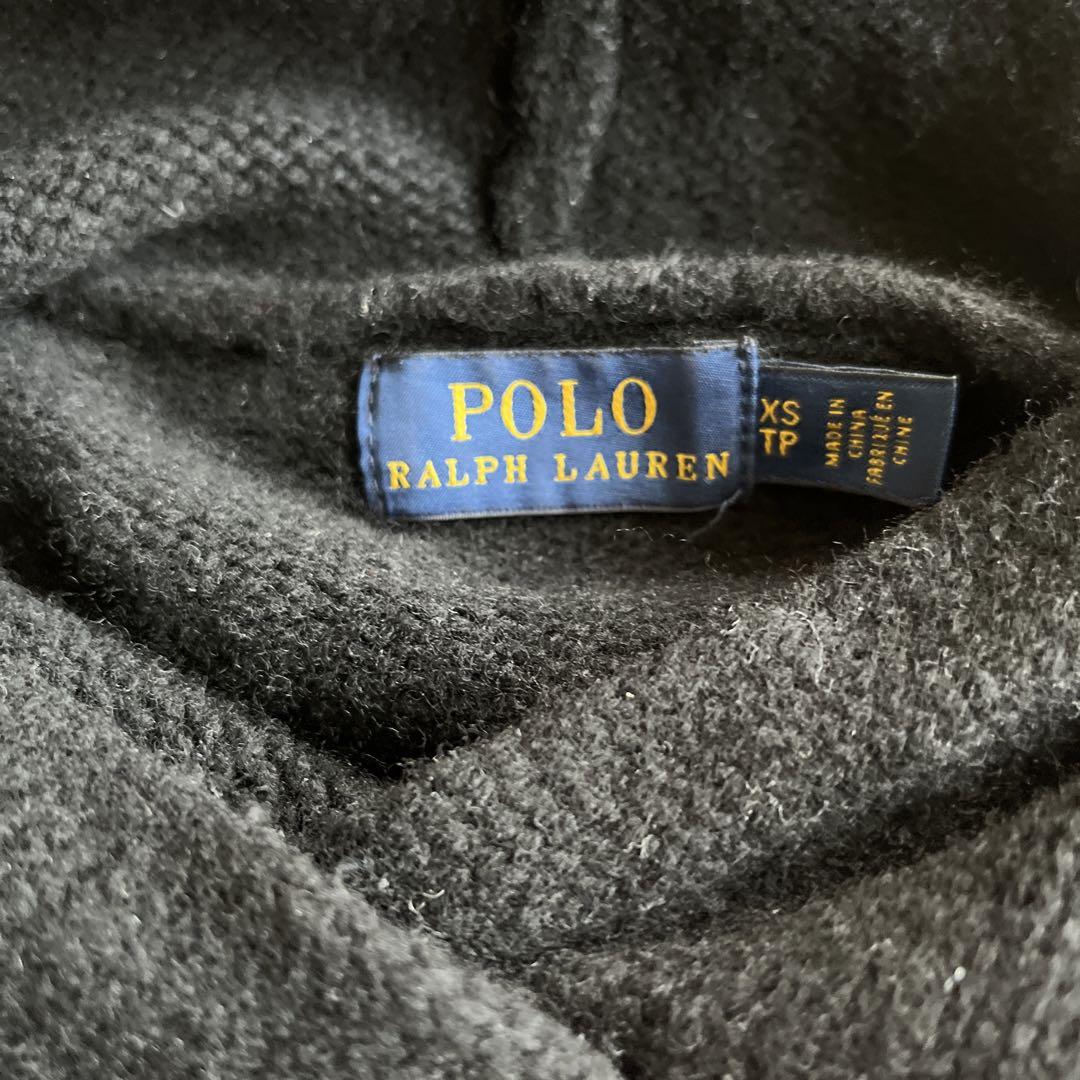 POLO
RALPH LAUREN
XS
TP
MADE IN
CHINA
FABRIQUÉ EN
CHINE